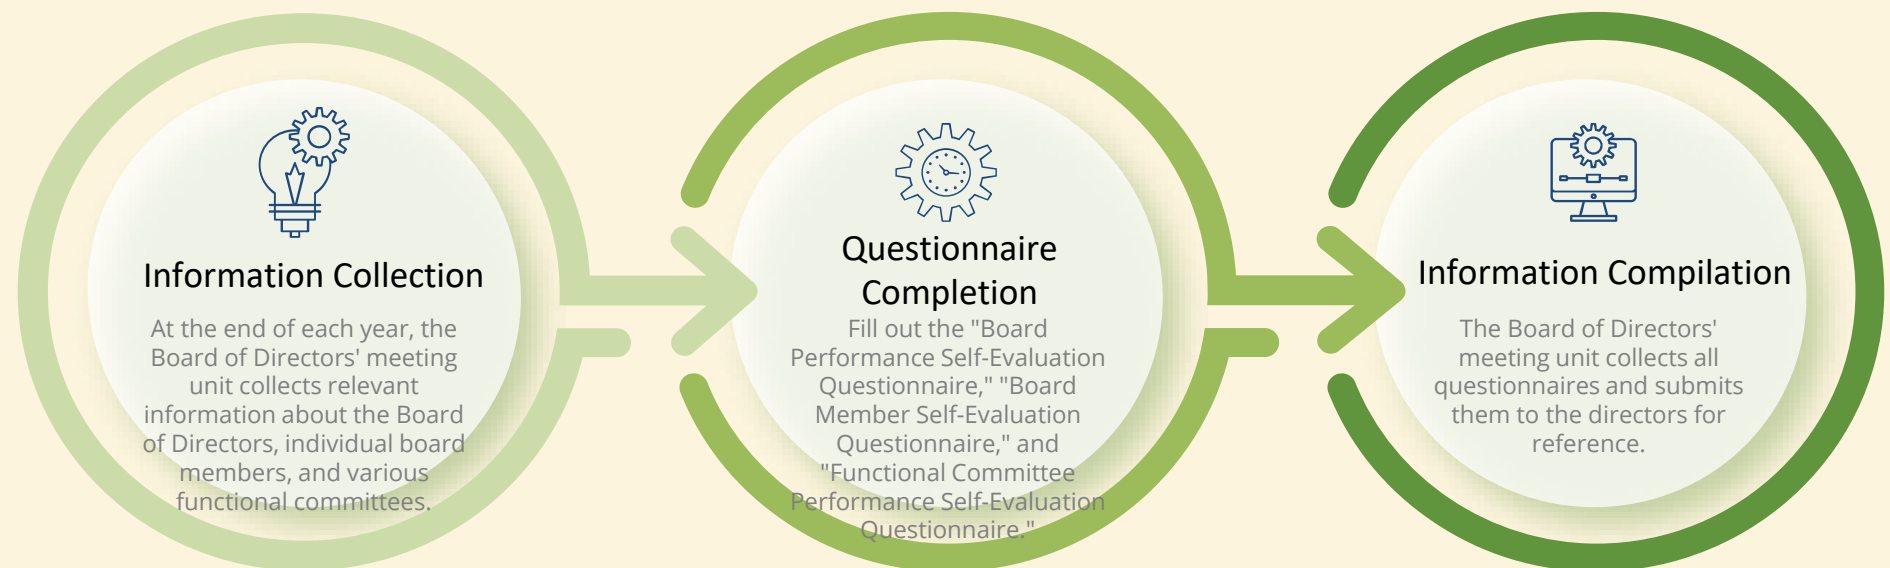 Information Collection
At the end of each year, the
Board of Directors' meeting
unit collects relevant
information about the Board
of Directors, individual board
members, and various
functional committees.
Questionnaire
Completion
Fill out the "Board
Performance Self-Evaluation
Questionnaire," "Board
Member Self-Evaluation
Questionnaire," and
"Functional Committee
Performance Self-Evaluation
Questionnaire."
Information Compilation
The Board of Directors'
meeting unit collects all
questionnaires and submits
them to the directors for
reference.